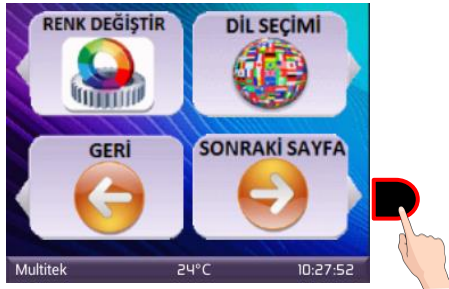 RENK DEĞİŞTİR
DİL SEÇİMİ
GERİ
SONRAKİ SAYFA
Multitek 24°C 10:27:52